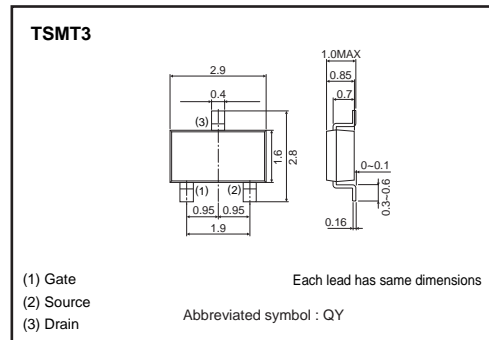 TSMT3
1.0MAX
2.9
0.85
0.4
0.7
(3)
1.6
2.8
0~0.1
(1) (2)
0.3~0.6
0.95 0.95
0.16
1.9
(1) Gate
Each lead has same dimensions
(2) Source
Abbreviated symbol : QY
(3) Drain